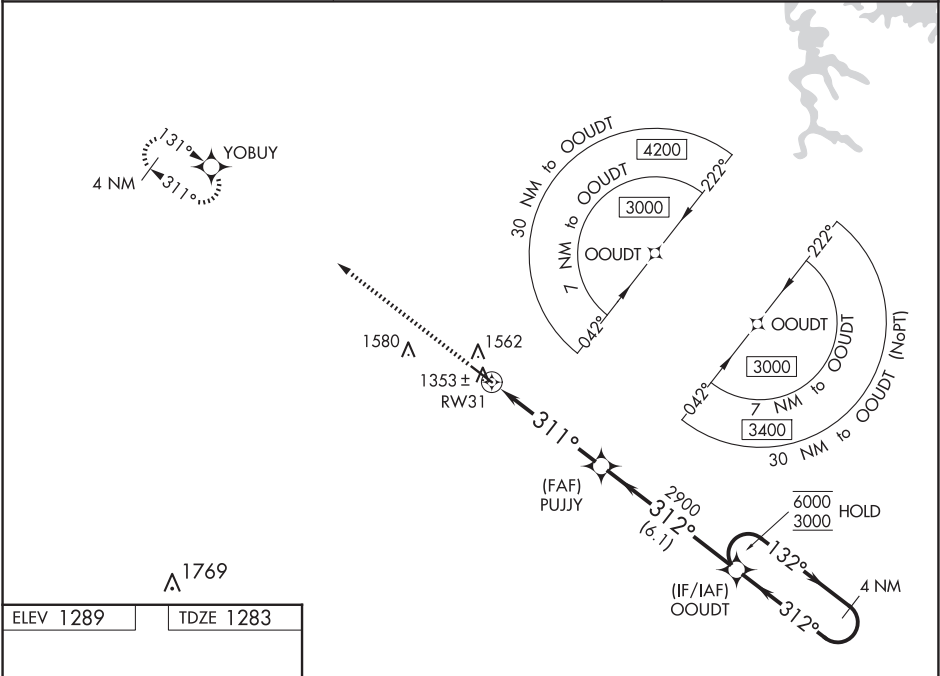 131°
YOBUY
4 NM
311°
30 NM to OOUDT
4200
222°
7 NM to OOUDT
3000
OOUDT
042°
222°
OOUDT
3000
042°
7 NM to OOUDT
3400
30 NM to OOUDT (NoPT)
1580
1562
1353 ±
RW31
311°
(FAF)
PUJJY
2900
312°
(6.1)
6000
3000
HOLD
132°
4 NM
(IF/IAF)
OOUDT
312°
1769
ELEV 1289
TDZE 1283